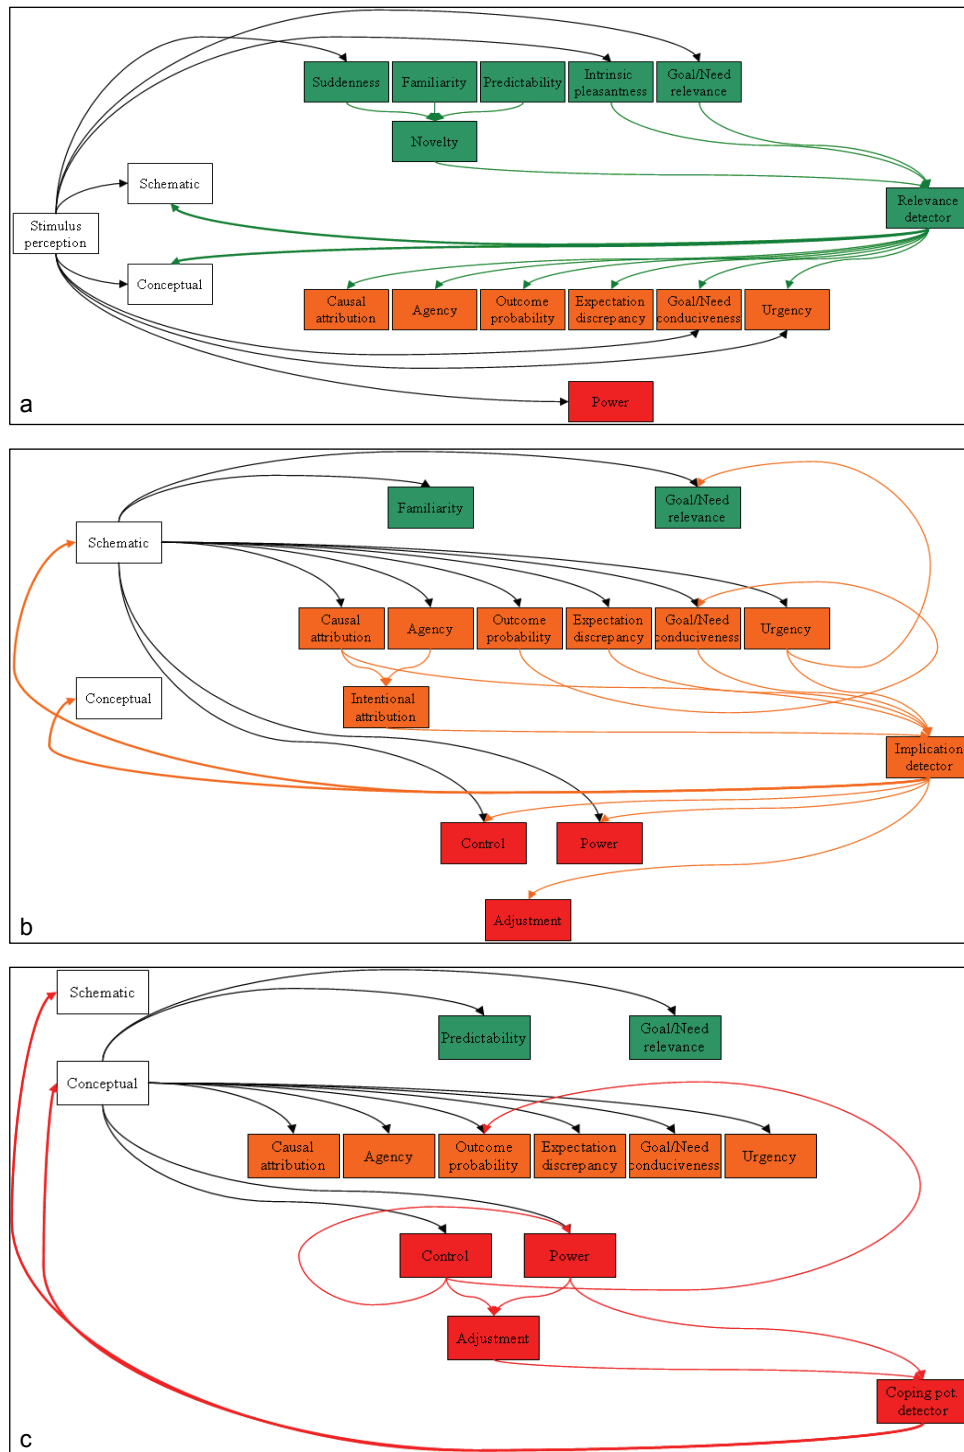 Suddenness
Familiarity
Predictability
Intrinsic
pleasantness
Goal/Need
relevance
Novelty
Schematic
Relevance
detector
Stimulus
perception
Conceptual
Causal
attribution
Agency
Outcome
probability
Expectation
discrepancy
Goal/Need
conduciveness
Urgency
Power
a
Familiarity
Goal/Need
relevance
Schematic
Causal
attribution
Agency
Outcome
probability
Expectation
discrepancy
Goal/Need
conduciveness
Urgency
Conceptual
Intentional
attribution
Implication
detector
Control
Power
Adjustment
b
Schematic
Predictability
Goal/Need
relevance
Conceptual
Causal
attribution
Agency
Outcome
probability
Expectation
discrepancy
Goal/Need
conduciveness
Urgency
Control
Power
Adjustment
Coping pot.
detector
c